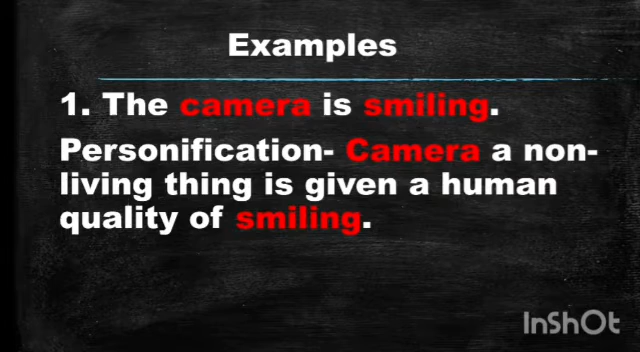 Examples
1. The camera is smiling.
Personification- Camera a non-
living thing is given a human
quality of smiling.
InShOt